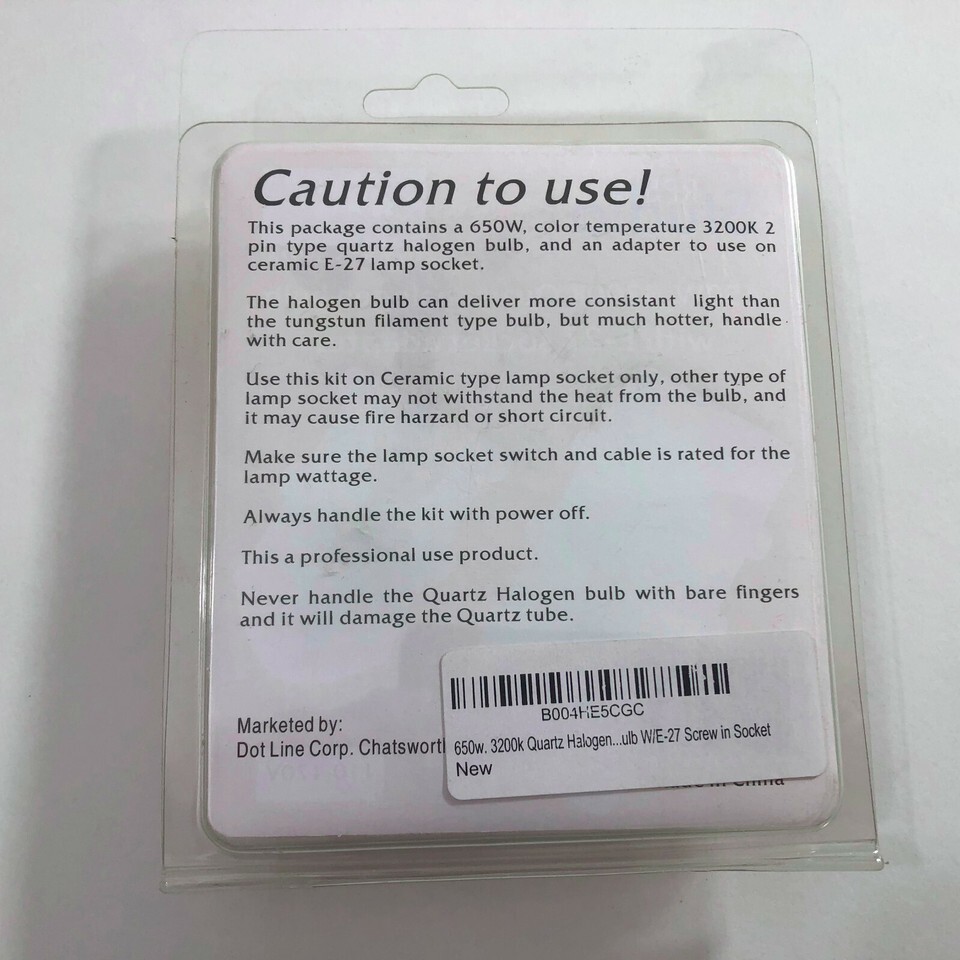 Caution to use!
This package contains a 650W, color temperature 3200K 2
pin type quartz halogen bulb, and an adapter to use on
ceramic E-27 lamp socket.
The halogen bulb can deliver more consistant light than
the tungstun filament type bulb, but much hotter, handle
with care.
Use this kit on Ceramic type lamp socket only, other type of
lamp socket may not withstand the heat from the bulb, and
it may cause fire harzard or short circuit.
Make sure the lamp socket switch and cable is rated for the
lamp wattage.
Always handle the kit with power off.
This a professional use product.
Never handle the Quartz Halogen bulb with bare fingers
and it will damage the Quartz tube.
Marketed by:
Dot Line Corp. Chatsworth
B004HE5CGC
650w. 3200k Quartz Halogen...ulb W/E-27 Screw in Socket
New
in China